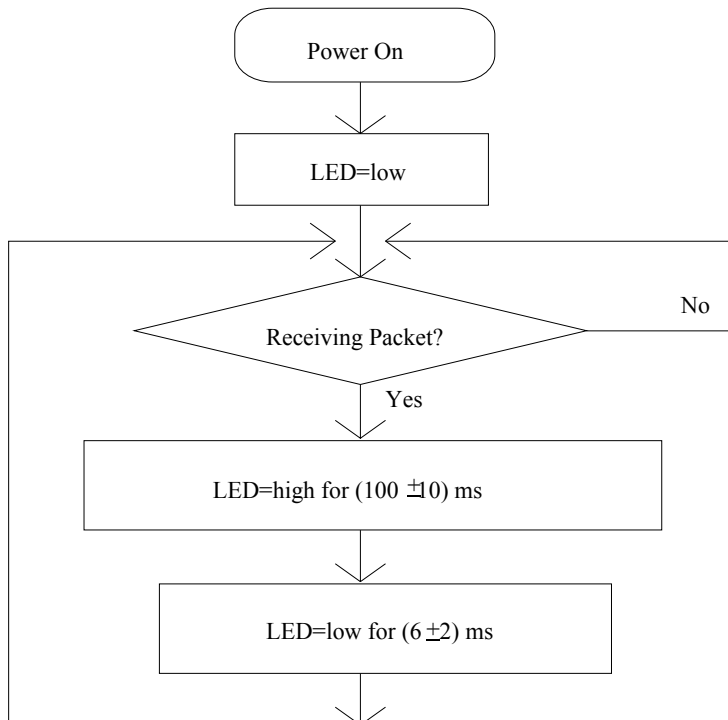 Power On
LED=low
Receiving Packet?
No
Yes
LED=high for (100 ±10) ms
LED=low for (6 ±2) ms